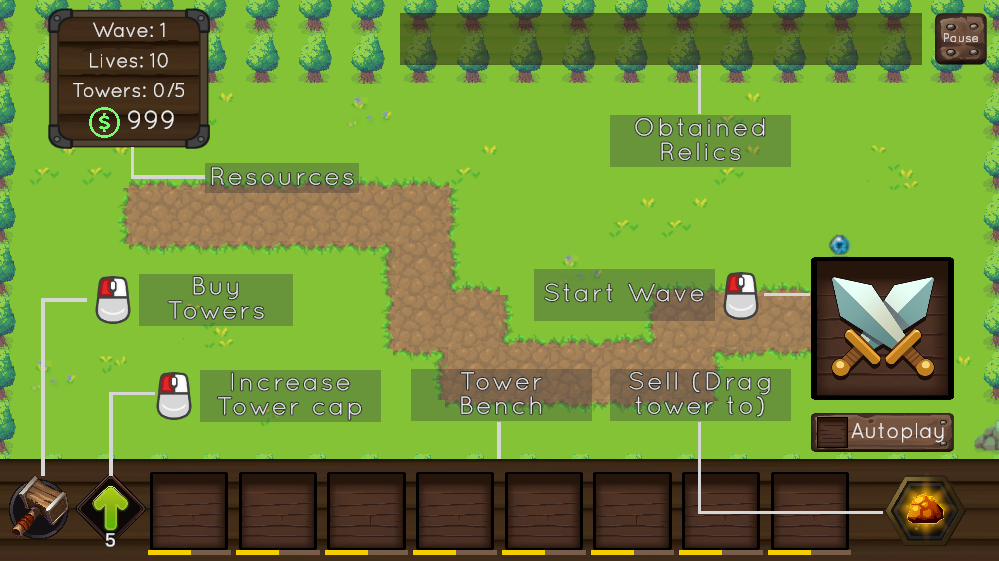 Wave: 1
Lives: 10
Towers: 0/5
$ 999
Pause
Obtained
Relics
Resources
Buy
Towers
Start Wave
Increase
Tower cap
Tower
Bench
Sell (Drag
tower to)
Autoplay
5